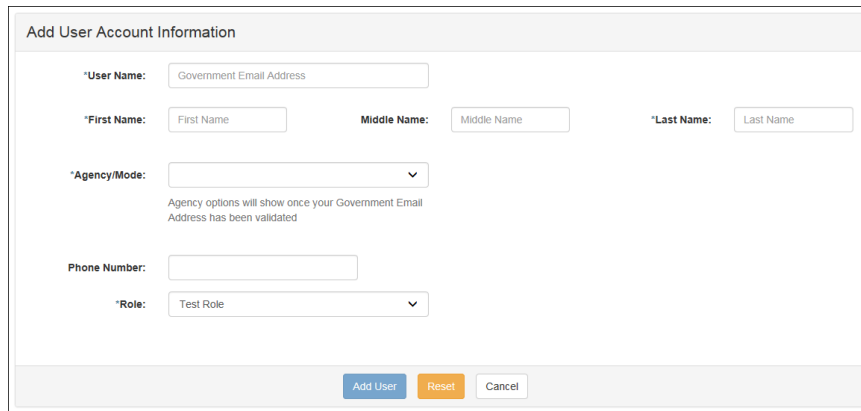 Add User Account Information
*User Name: Government Email Address
*First Name: First Name Middle Name: Middle Name *Last Name: Last Name
*Agency/Mode:
Agency options will show once your Government Email
Address has been validated
Phone Number:
*Role: Test Role
Add User Reset Cancel